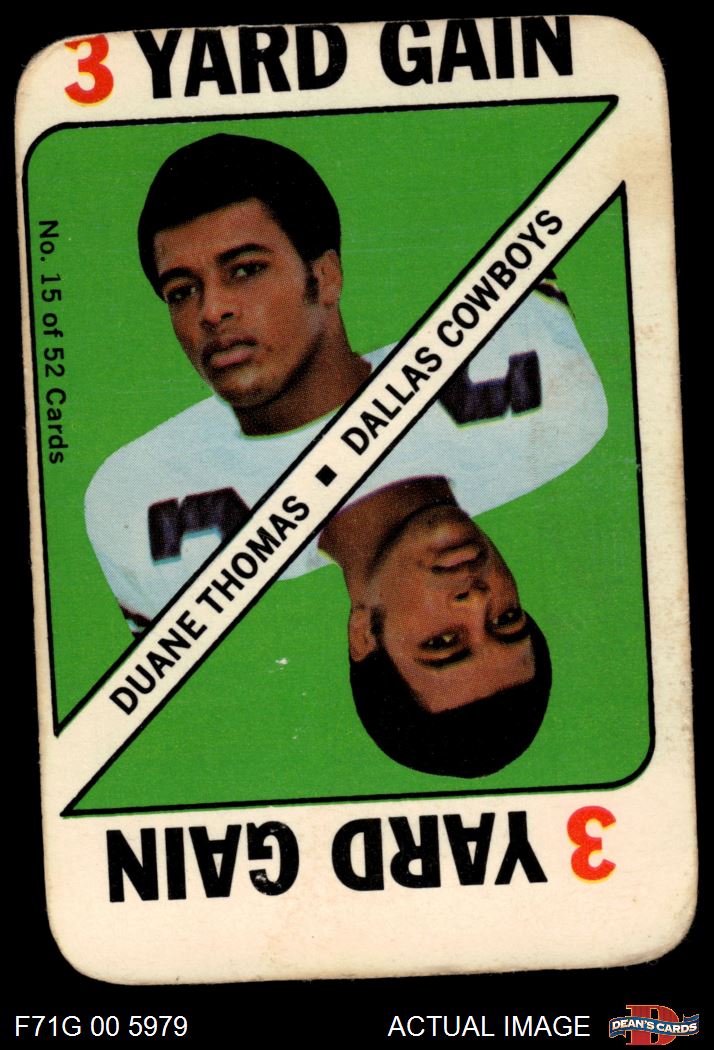 3 YARD GAIN
No. 15 of 52 Cards
DUANE THOMAS ■ DALLAS COWBOYS
3 YARD GAIN
F71G 00 5979
ACTUAL IMAGE
D
DEAN'S CARDS